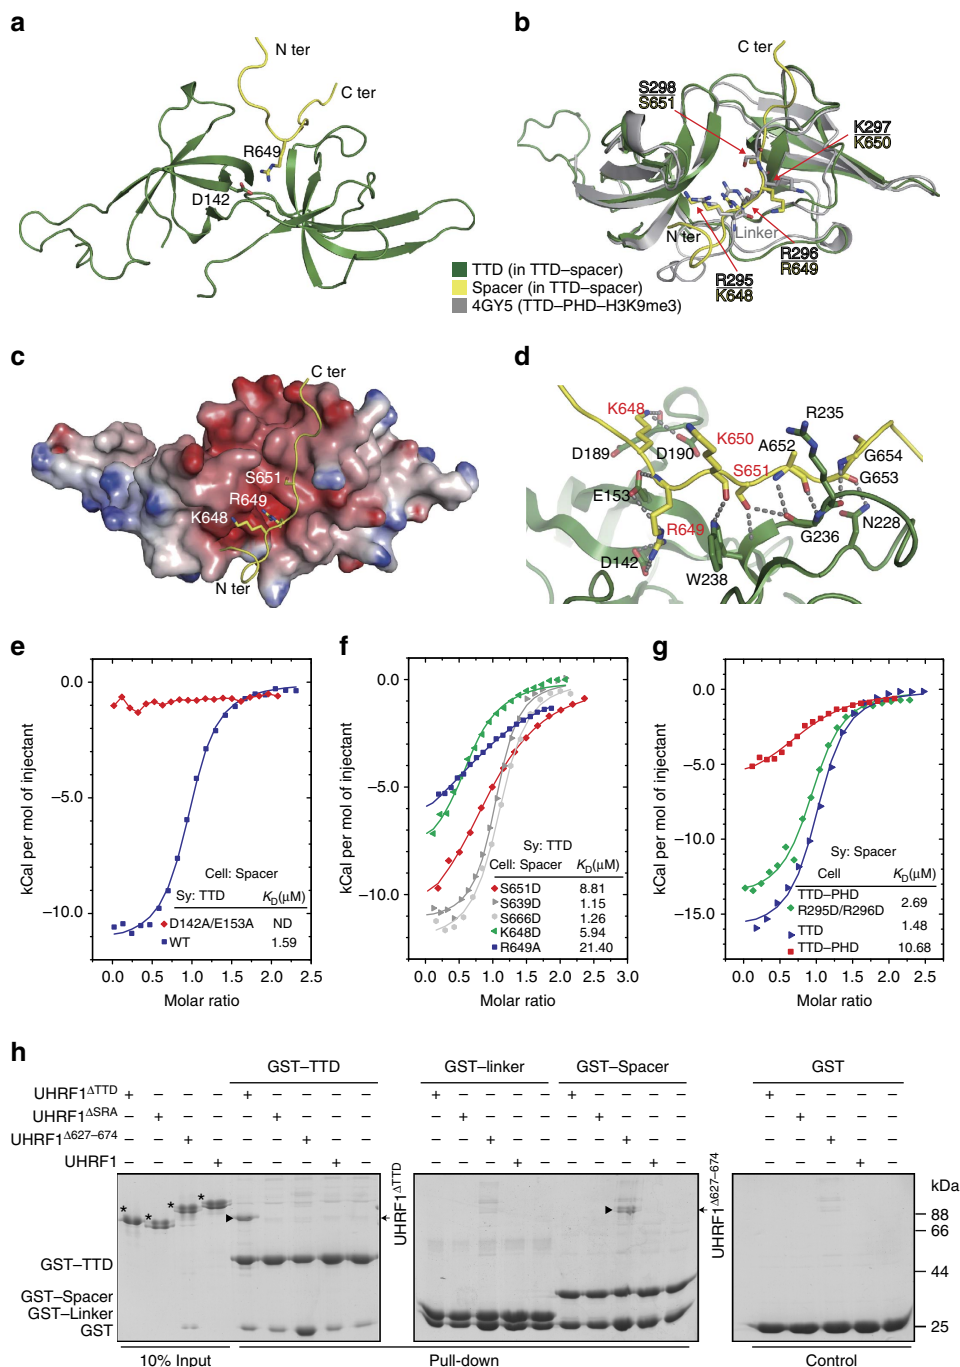 a
N ter
C ter
R649
D142
b
C ter
S298
S651
K297
K650
N ter
Linker
R296
R649
R295
K648
TTD (in TTD–spacer)
Spacer (in TTD–spacer)
4GY5 (TTD–PHD–H3K9me3)
c
C ter
S651
R649
K648
N ter
d
K648
R235
K650
A652
G654
D189
D190
S651
G653
E153
R649
N228
G236
D142
W238
e
0.0
−5.0
−10.0
kCal per mol of injectant
Cell: Spacer
Sy: TTD KD(μM)
D142A/E153A ND
WT 1.59
0.0 0.5 1.0 1.5 2.0 2.5
Molar ratio
f
0.0
−5.0
−10.0
kCal per mol of injectant
Sy: TTD
Cell: Spacer KD(μM)
S651D 8.81
S639D 1.15
S666D 1.26
K648D 5.94
R649A 21.40
0.0 0.5 1.0 1.5 2.0 2.5 3.0
Molar ratio
g
0.0
−5.0
−10.0
−15.0
kCal per mol of injectant
Sy: Spacer
Cell KD(μM)
TTD–PHD
R295D/R296D 2.69
TTD 1.48
TTD–PHD 10.68
0.0 0.5 1.0 1.5 2.0 2.5 3.0
Molar ratio
h
GST–TTD GST–linker GST–Spacer GST
UHRF1ΔTTD + − − − + − − − − + − − − − + − − − − + − − − −
UHRF1ΔSRA − + − − − + − − − − + − − − − + − − − − + − − −
UHRF1Δ627–674 − − + − − − + − − − − + − − − − + − − − − + − −
UHRF1 − − − + − − − + − − − − + − − − − + − − − − + −
* * * *
UHRF1ΔTTD
UHRF1Δ627–674
kDa
88
66
44
25
GST–TTD
GST–Spacer
GST–Linker
GST
10% Input Pull-down Control